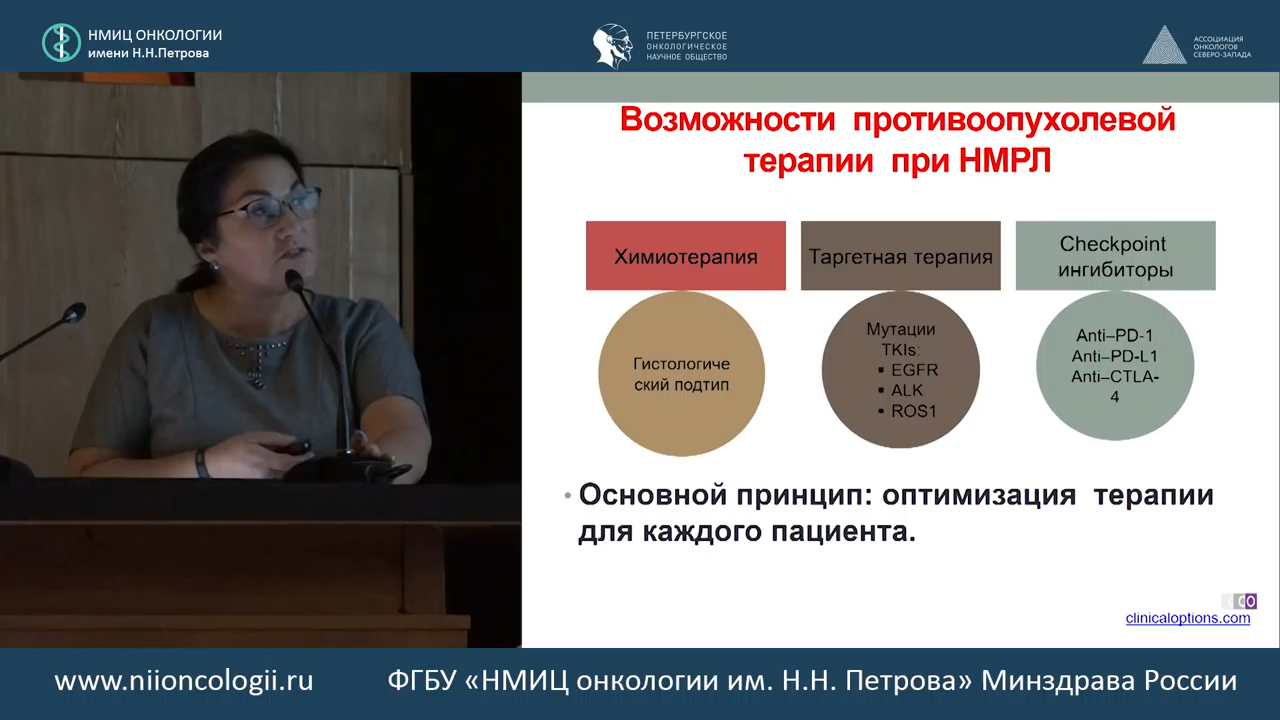 НМИЦ ОНКОЛОГИИ
имени Н.Н.Петрова
ПЕТЕРБУРГСКОЕ
ОНКОЛОГИЧЕСКОЕ
НАУЧНОЕ ОБЩЕСТВО
АССОЦИАЦИЯ
ОНКОЛОГОВ
СЕВЕРО-ЗАПАДА
Возможности противоопухолевой
терапии при НМРЛ
Химиотерапия
Гистологиче
ский подтип
Таргетная терапия
Мутации
TKIs:
▪ EGFR
▪ ALK
▪ ROS1
Checkpoint
ингибиторы
Anti–PD-1
Anti–PD-L1
Anti–CTLA-
4
• Основной принцип: оптимизация терапии
для каждого пациента.
clinicaloptions.com
www.niioncologii.ru
ФГБУ «НМИЦ онкологии им. Н.Н. Петрова» Минздрава России